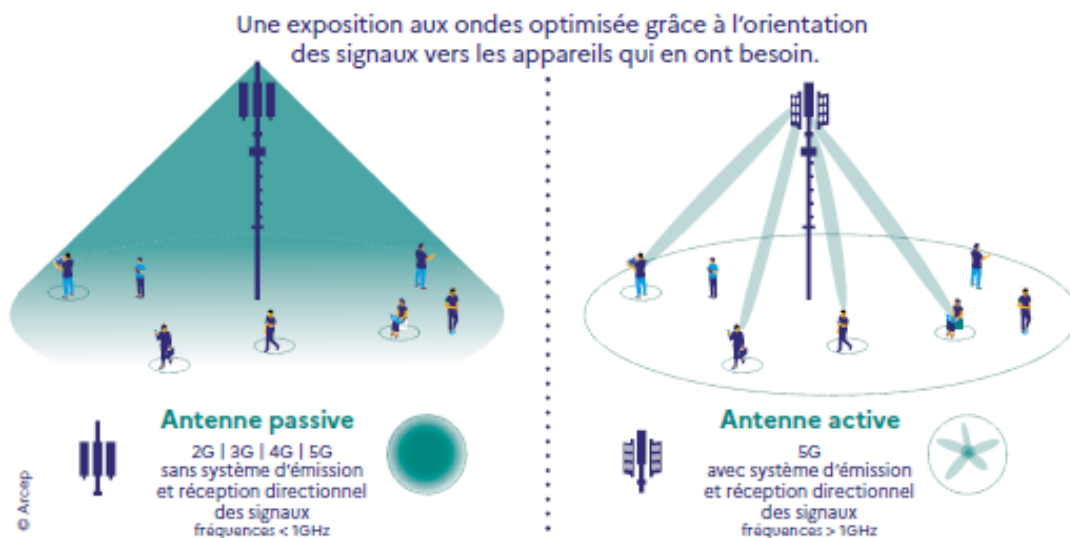 Une exposition aux ondes optimisée grâce à l'orientation
des signaux vers les appareils qui en ont besoin.
Antenne passive
2G | 3G | 4G | 5G
sans système d'émission
et réception directionnel
des signaux
fréquences < 1GHz
Antenne active
5G
avec système d'émission
et réception directionnel
des signaux
fréquences > 1GHz
© Arcep